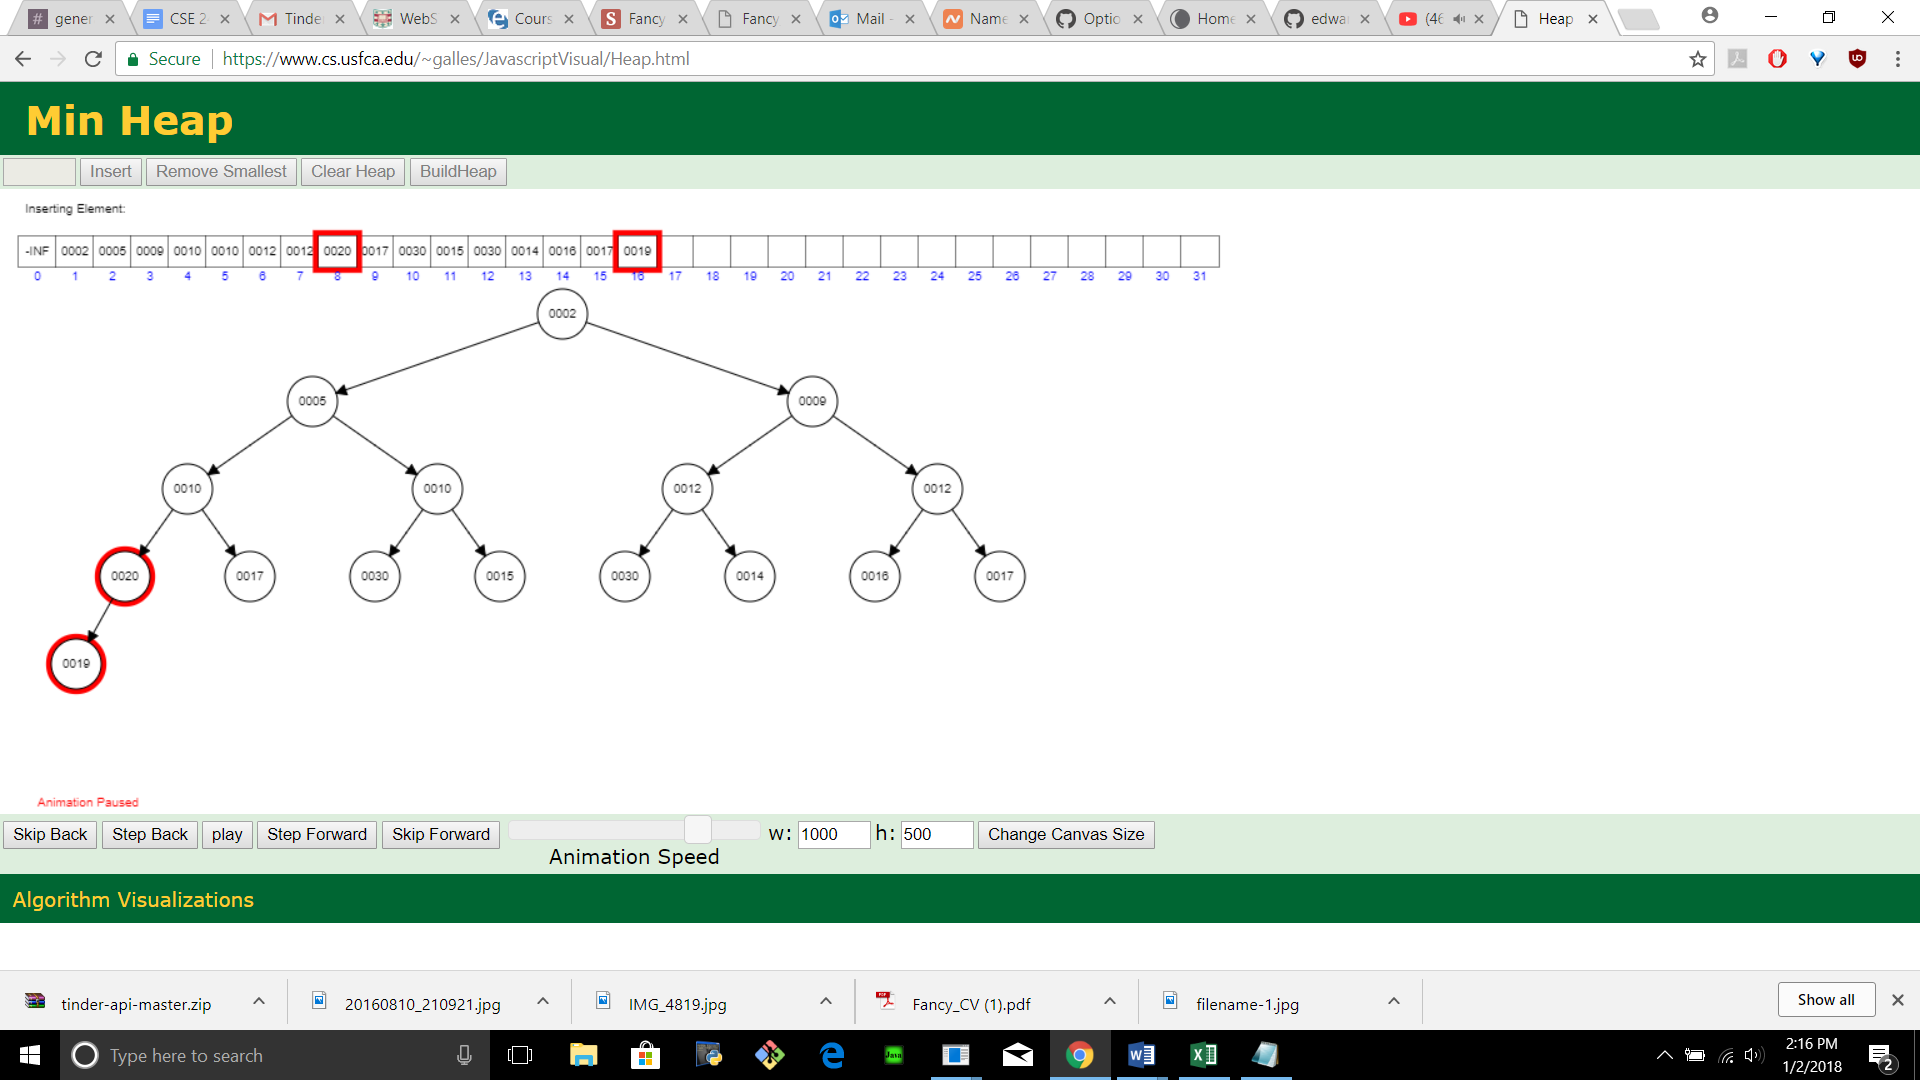 # gener
CSE 2
Tinder
WebS
Cours
Fancy
Fancy
Mail -
Name
Optio
Home
edwa
(46
Heap
Secure https://www.cs.usfca.edu/~galles/JavascriptVisual/Heap.html
Min Heap
Insert Remove Smallest Clear Heap BuildHeap
Inserting Element:
-INF 0002 0005 0009 0010 0010 0012 0012 0020 0017 0030 0015 0030 0014 0016 0017 0019
0 1 2 3 4 5 6 7 8 9 10 11 12 13 14 15 16 17 18 19 20 21 22 23 24 25 26 27 28 29 30 31
0002
0005 0009
0010 0010 0012 0012
0020 0017 0030 0015 0030 0014 0016 0017
0019
Animation Paused
Skip Back Step Back play Step Forward Skip Forward w: 1000 h: 500 Change Canvas Size
Animation Speed
Algorithm Visualizations
tinder-api-master.zip 20160810_210921.jpg IMG_4819.jpg Fancy_CV (1).pdf filename-1.jpg Show all
Type here to search
2:16 PM
1/2/2018
2